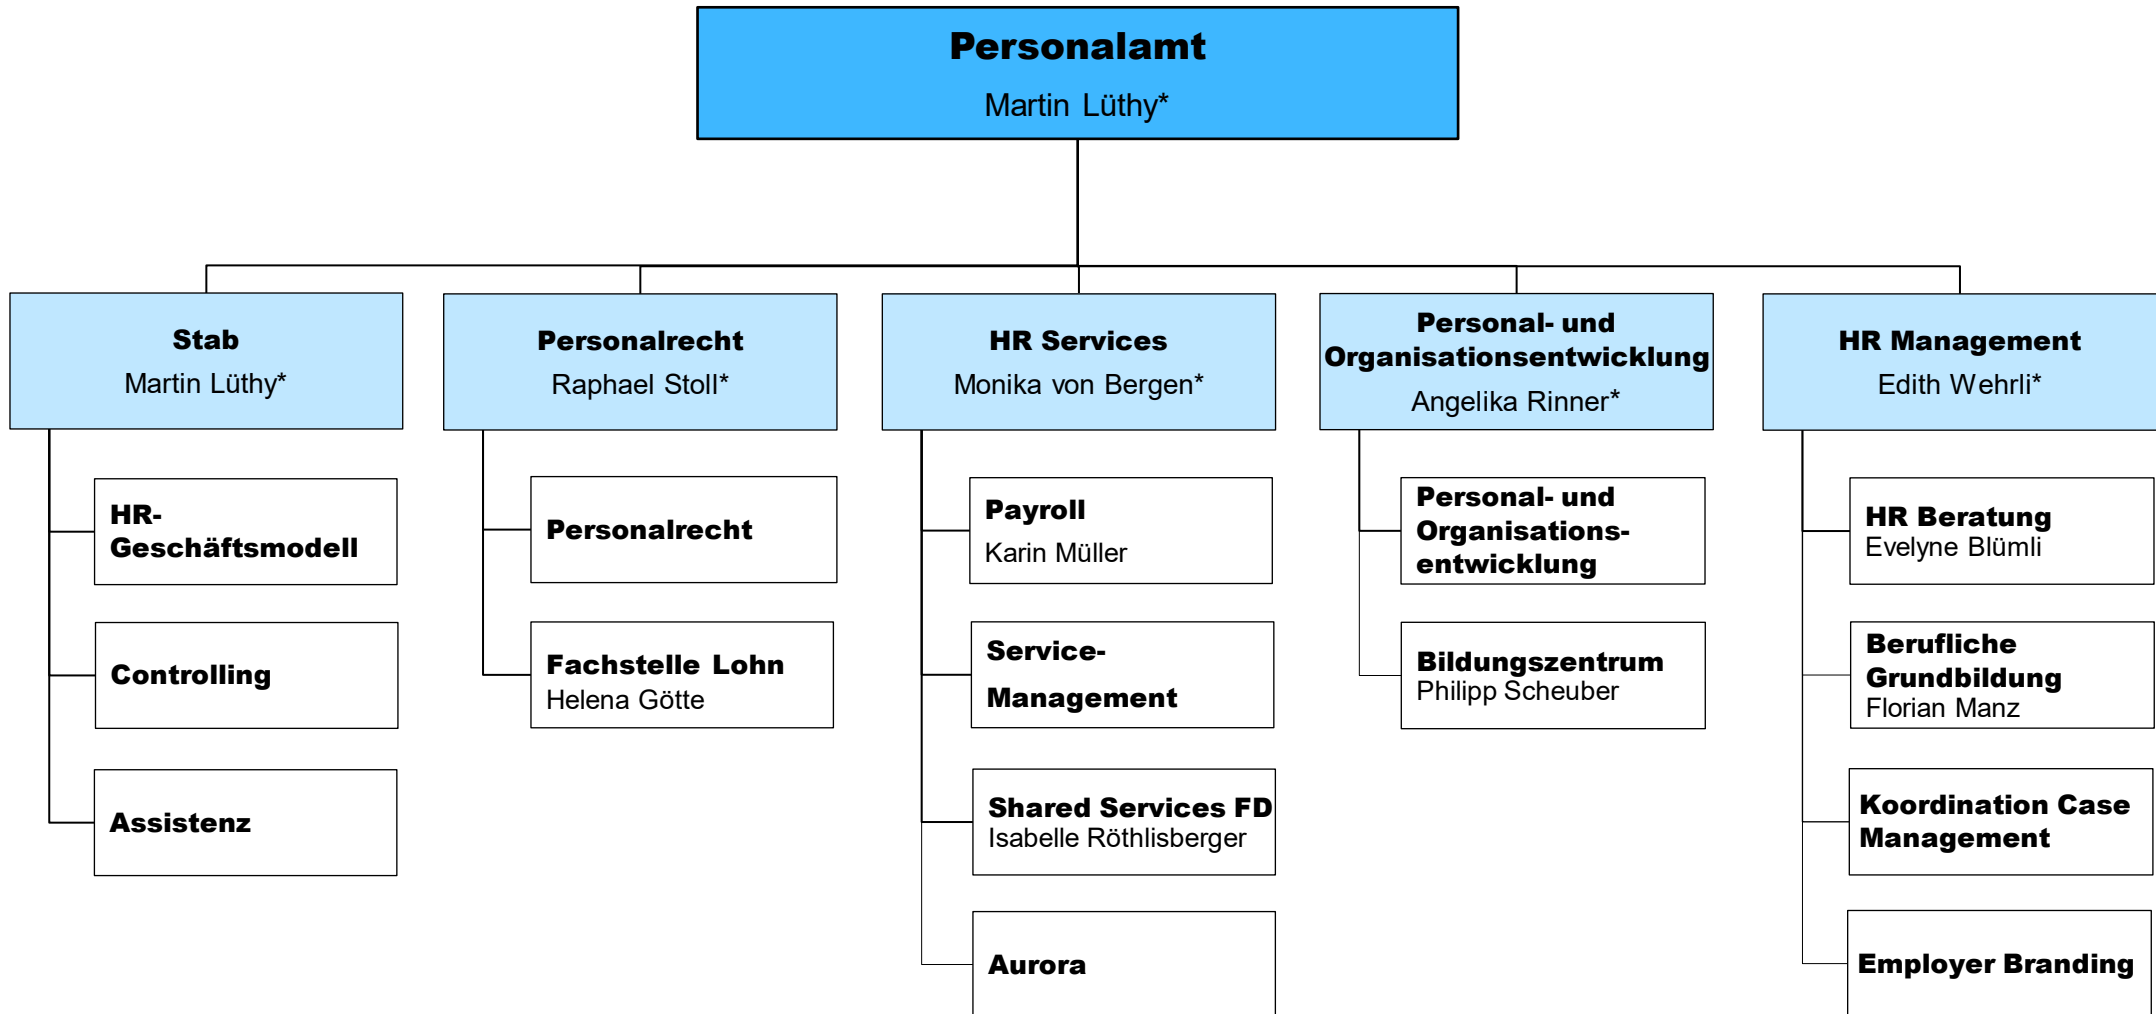 Personalamt
Martin Lüthy*
Stab
Martin Lüthy*
Personalrecht
Raphael Stoll*
HR Services
Monika von Bergen*
Personal- und
Organisationsentwicklung
Angelika Rinner*
HR Management
Edith Wehrli*
HR-
Geschäftsmodell
Controlling
Assistenz
Personalrecht
Fachstelle Lohn
Helena Götte
Payroll
Karin Müller
Service-
Management
Shared Services FD
Isabelle Röthlisberger
Aurora
Personal- und
Organisations-
entwicklung
Bildungszentrum
Philipp Scheuber
HR Beratung
Evelyne Blümli
Berufliche
Grundbildung
Florian Manz
Koordination Case
Management
Employer Branding